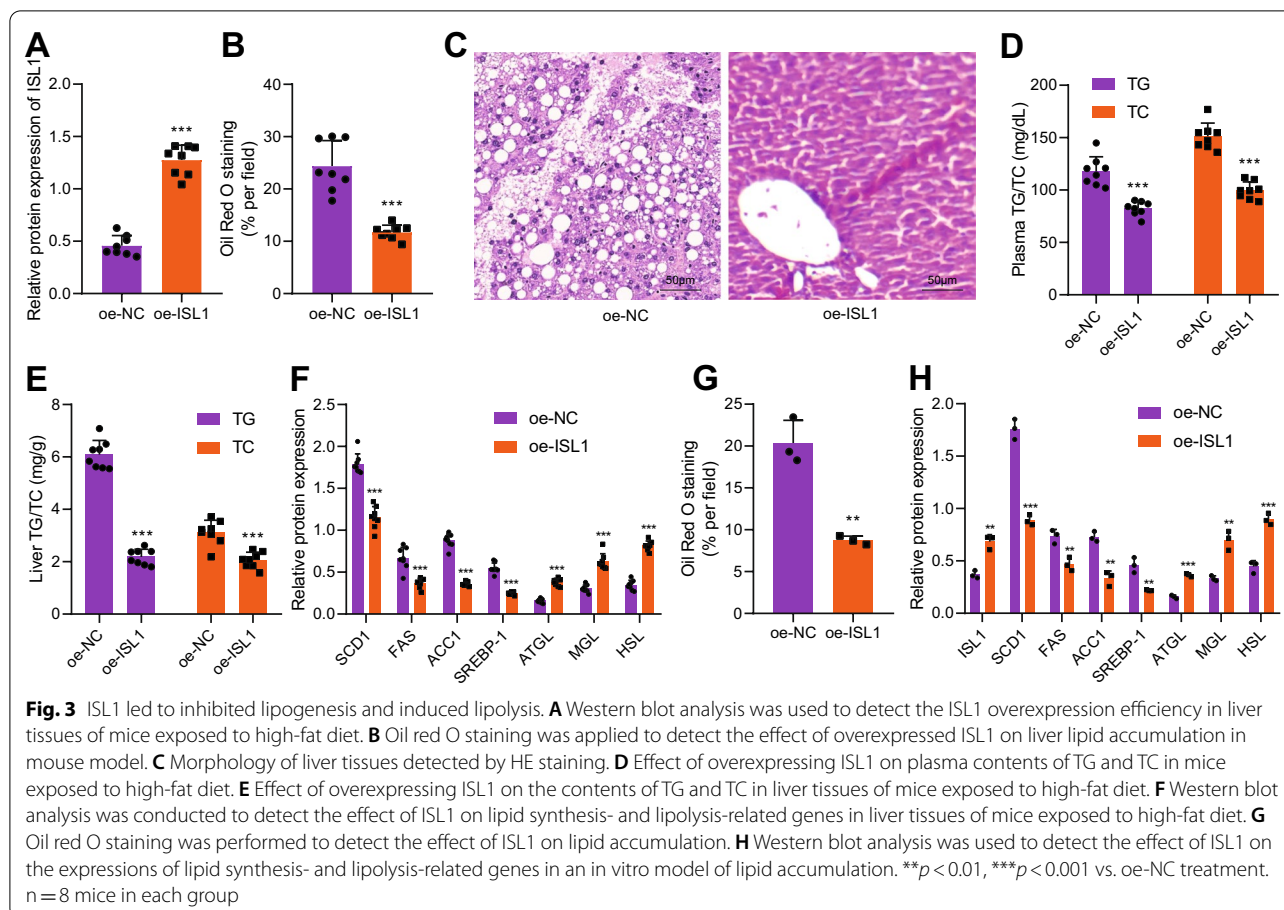 A
Relative protein expression of ISL1
2.0
1.5
1.0
0.5
0.0
***
oe-NC
oe-ISL1
B
Oil Red O staining
(% per field)
40
30
20
10
0
***
oe-NC
oe-ISL1
C
50μm
50μm
oe-NC
oe-ISL1
D
Plasma TG/TC (mg/dL)
200
150
100
50
0
TG
TC
***
***
oe-NC
oe-ISL1
oe-NC
oe-ISL1
E
Liver TG/TC (mg/g)
8
6
4
2
0
TG
TC
***
***
oe-NC
oe-ISL1
oe-NC
oe-ISL1
F
Relative protein expression
2.5
2.0
1.5
1.0
0.5
0.0
oe-NC
oe-ISL1
***
***
***
***
***
***
***
SCD1
FAS
ACC1
SREBP-1
ATGL
MGL
HSL
G
Oil Red O staining
(% per field)
25
20
15
10
5
0
**
oe-NC
oe-ISL1
H
Relative protein expression
2.0
1.5
1.0
0.5
0.0
oe-NC
oe-ISL1
**
***
**
**
**
***
**
***
ISL1
SCD1
FAS
ACC1
SREBP-1
ATGL
MGL
HSL
Fig. 3 ISL1 led to inhibited lipogenesis and induced lipolysis. A Western blot analysis was used to detect the ISL1 overexpression efficiency in liver
tissues of mice exposed to high-fat diet. B Oil red O staining was applied to detect the effect of overexpressed ISL1 on liver lipid accumulation in
mouse model. C Morphology of liver tissues detected by HE staining. D Effect of overexpressing ISL1 on plasma contents of TG and TC in mice
exposed to high-fat diet. E Effect of overexpressing ISL1 on the contents of TG and TC in liver tissues of mice exposed to high-fat diet. F Western blot
analysis was conducted to detect the effect of ISL1 on lipid synthesis- and lipolysis-related genes in liver tissues of mice exposed to high-fat diet. G
Oil red O staining was performed to detect the effect of ISL1 on lipid accumulation. H Western blot analysis was used to detect the effect of ISL1 on
the expressions of lipid synthesis- and lipolysis-related genes in an in vitro model of lipid accumulation. **p < 0.01, ***p < 0.001 vs. oe-NC treatment.
n = 8 mice in each group